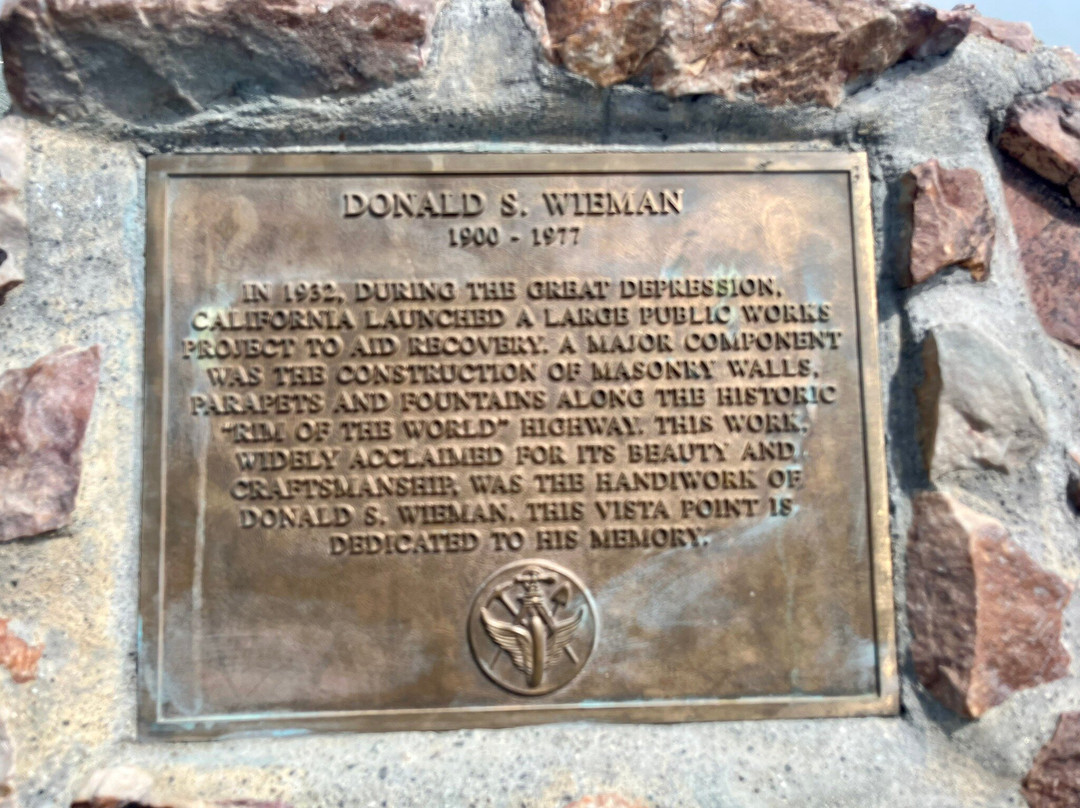 DONALD S. WIEMAN
1900 - 1977
IN 1932, DURING THE GREAT DEPRESSION,
CALIFORNIA LAUNCHED A LARGE PUBLIC WORKS
PROJECT TO AID RECOVERY. A MAJOR COMPONENT
WAS THE CONSTRUCTION OF MASONRY WALLS,
PARAPETS AND FOUNTAINS ALONG THE HISTORIC
"RIM OF THE WORLD" HIGHWAY. THIS WORK,
WIDELY ACCLAIMED FOR ITS BEAUTY AND
CRAFTSMANSHIP, WAS THE HANDIWORK OF
DONALD S. WIEMAN. THIS VISTA POINT IS
DEDICATED TO HIS MEMORY.